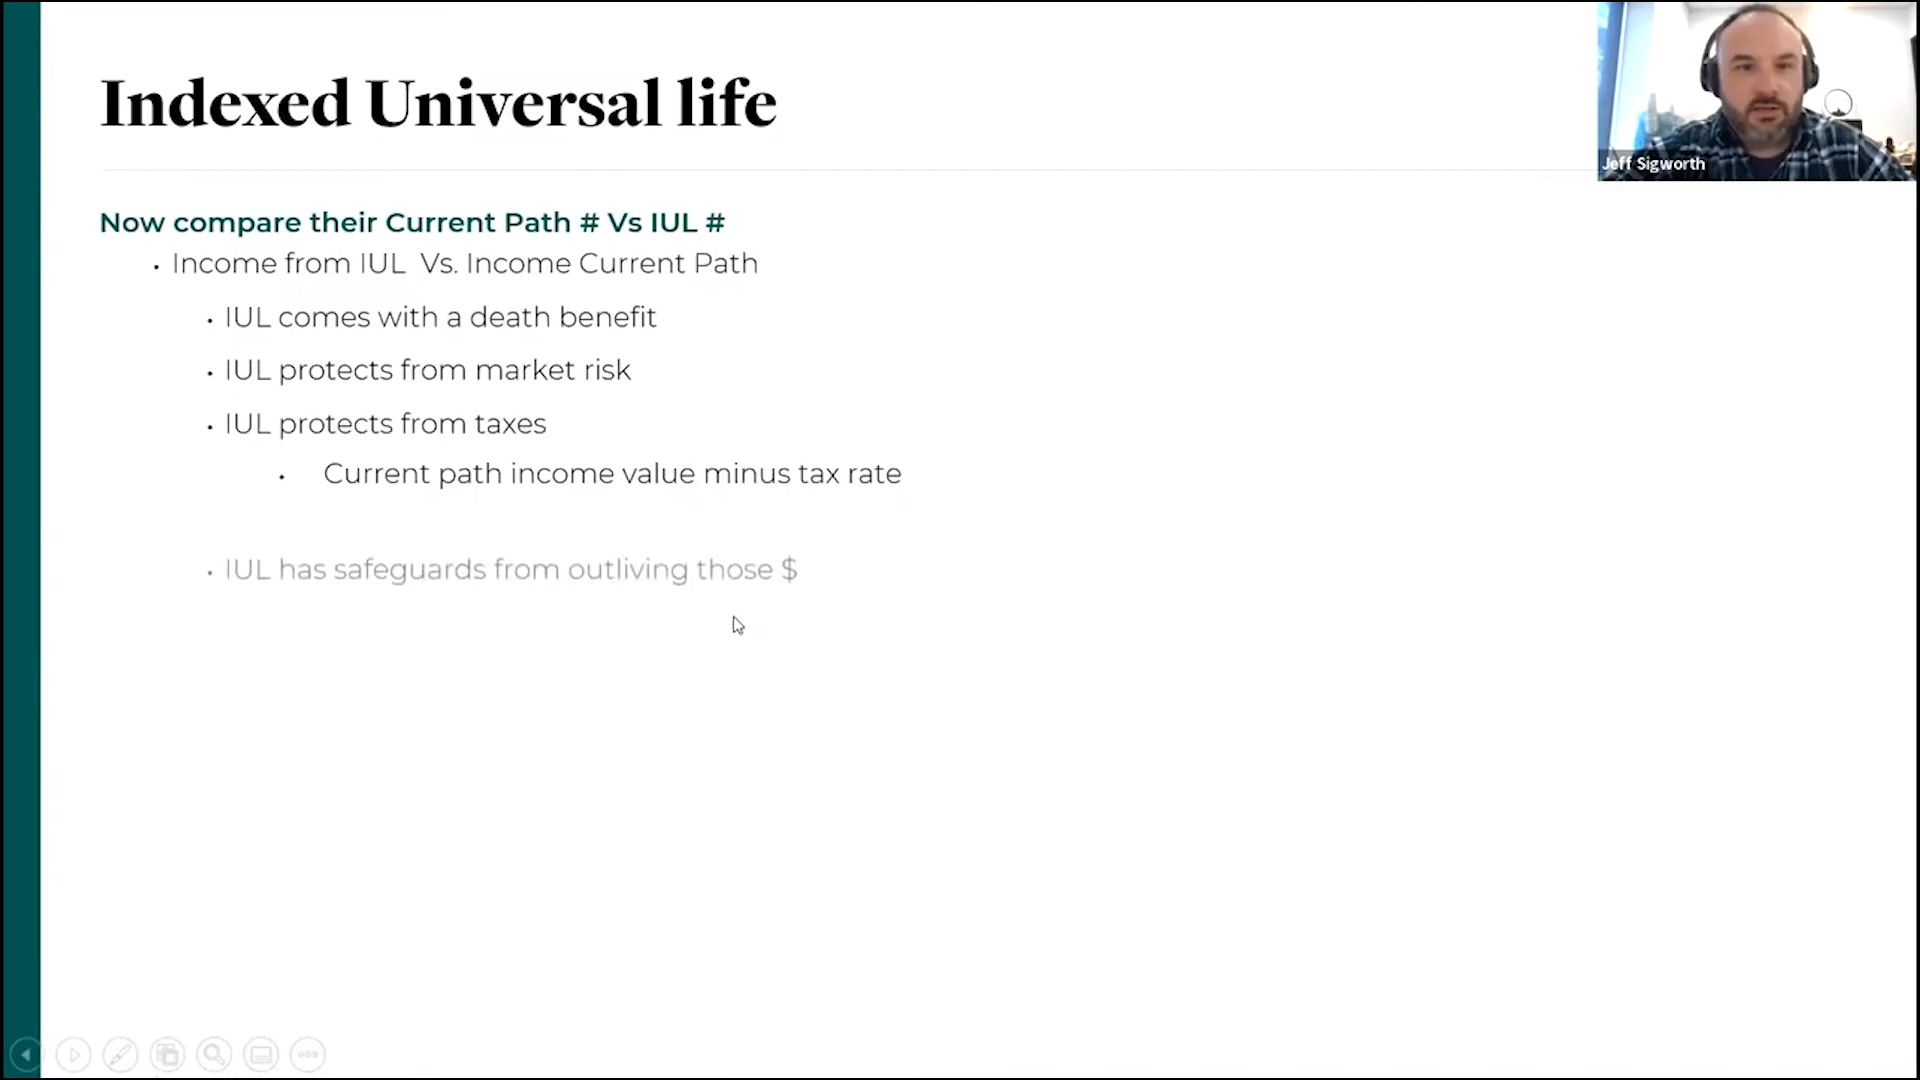 Indexed Universal life
Jeff Sigworth
Now compare their Current Path # Vs IUL #
• Income from IUL Vs. Income Current Path
• IUL comes with a death benefit
• IUL protects from market risk
• IUL protects from taxes
• Current path income value minus tax rate
• IUL has safeguards from outliving those $